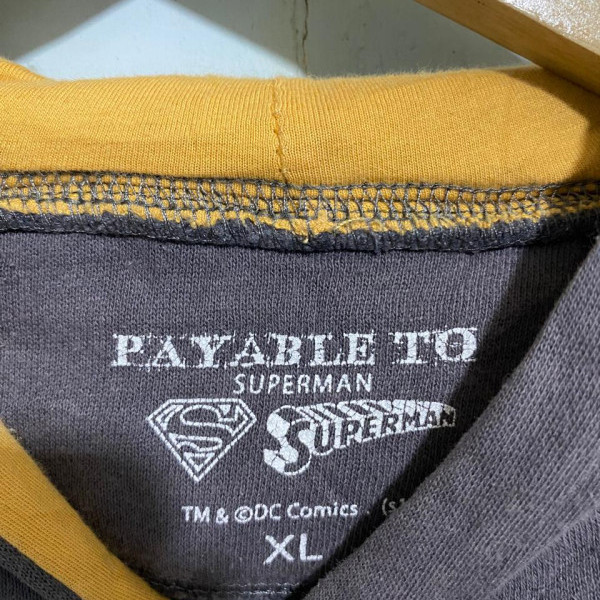 PAYABLE TO
SUPERMAN
S SUPERMAN
TM & ©DC Comics. (s
XL